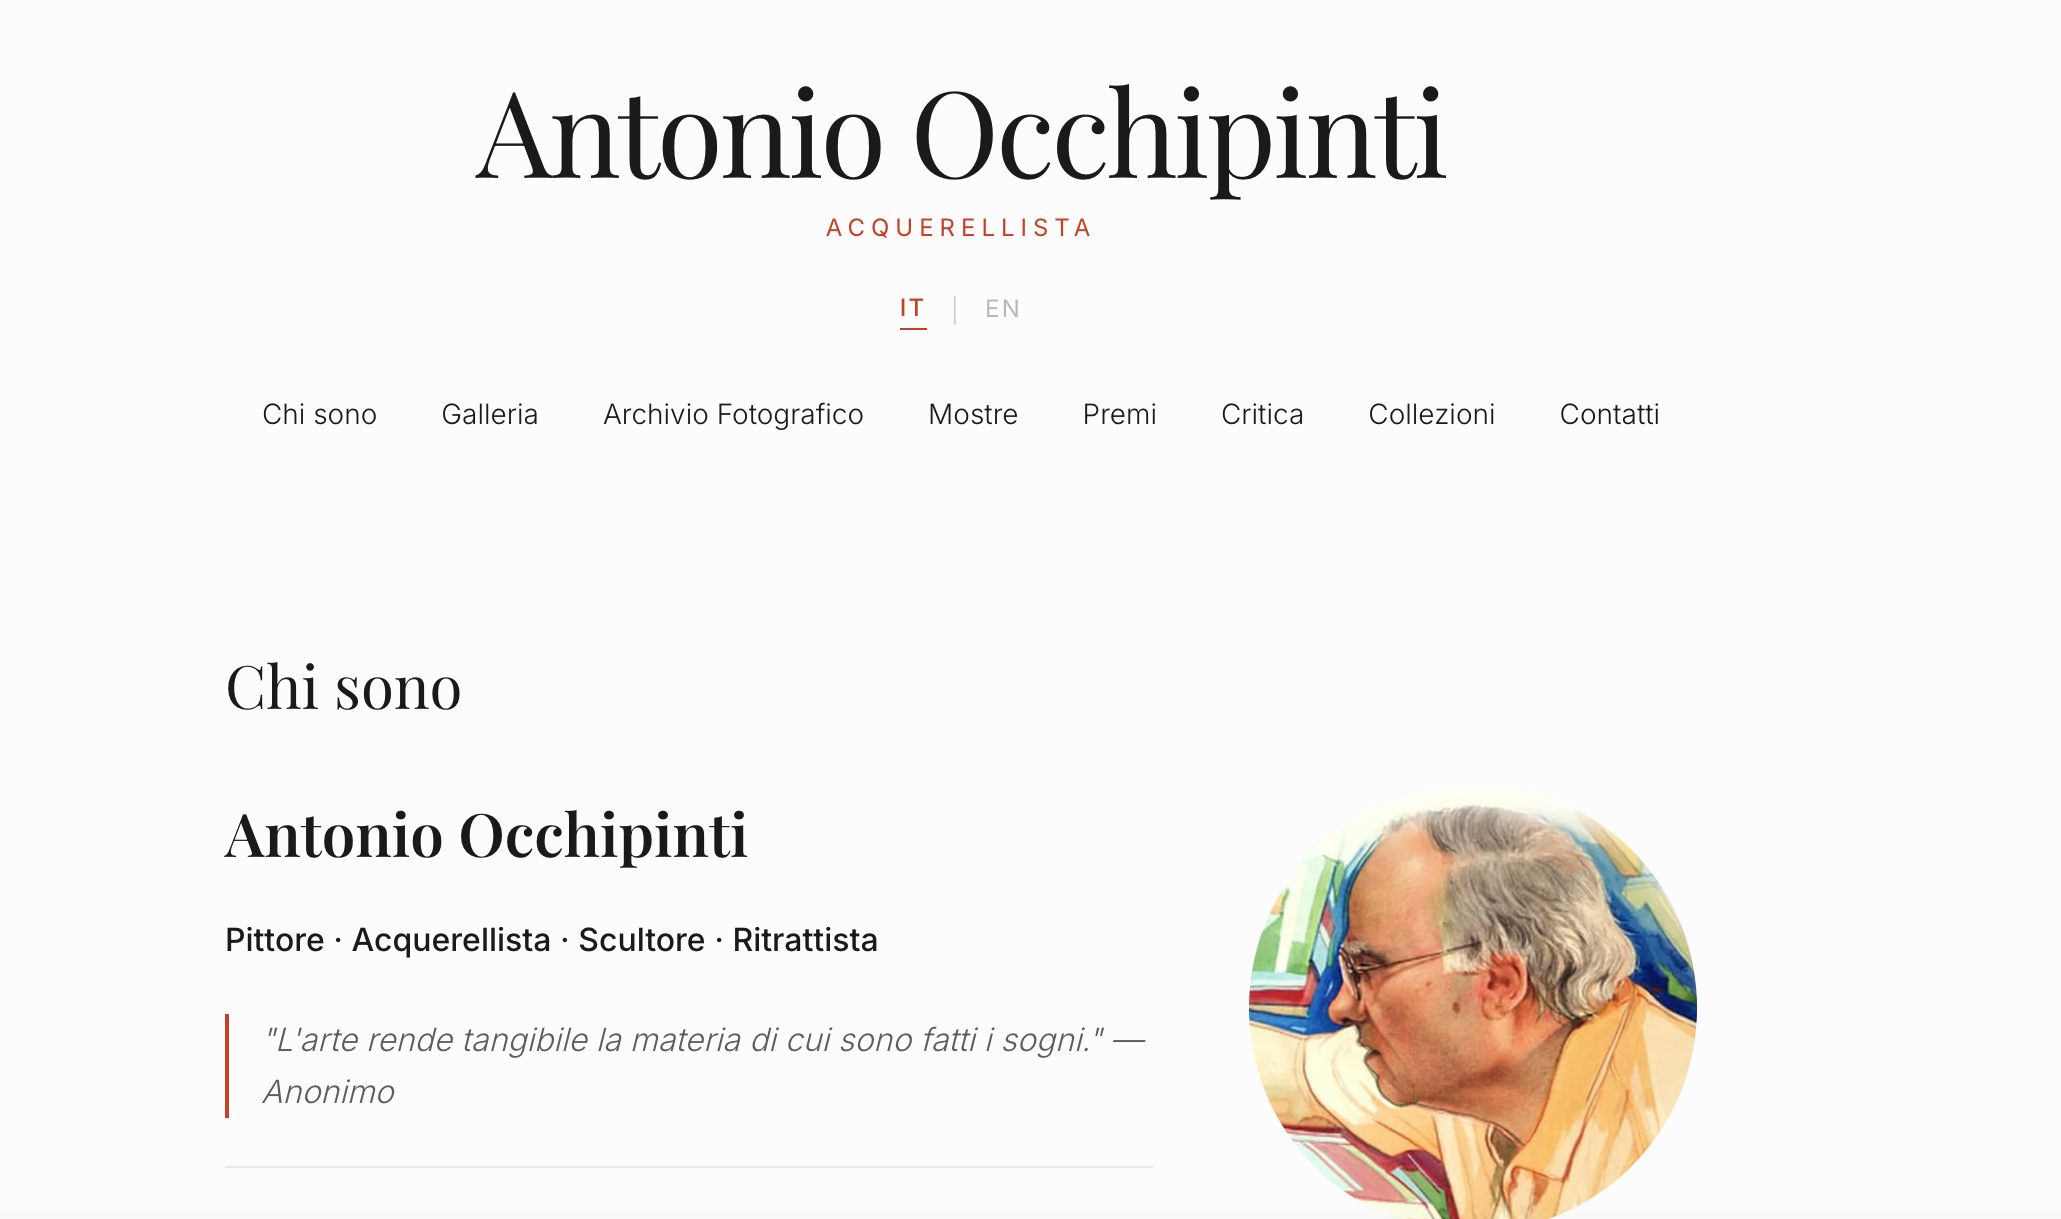 Antonio Occhipinti
ACQUERELLISTA
IT | EN
Chi sono Galleria Archivio Fotografico Mostre Premi Critica Collezioni Contatti
Chi sono
Antonio Occhipinti
Pittore · Acquerellista · Scultore · Ritrattista
"L'arte rende tangibile la materia di cui sono fatti i sogni." —
Anonimo